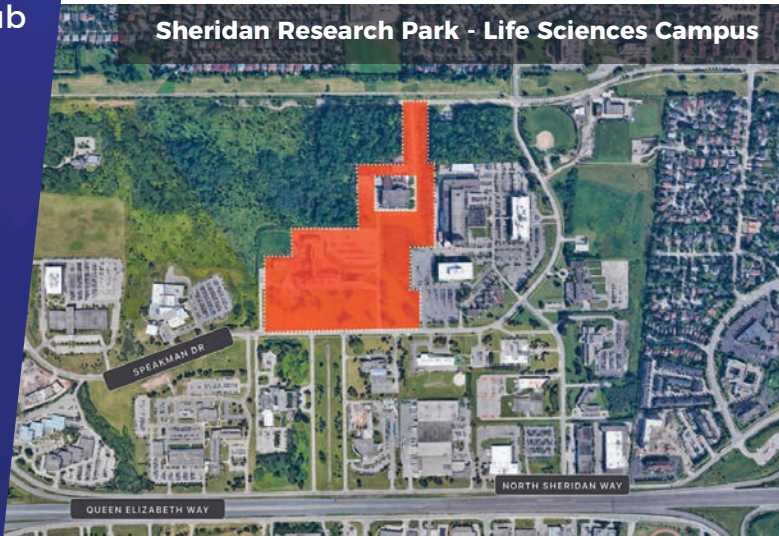 ub
Sheridan Research Park - Life Sciences Campus
SPEAKMAN DR
NORTH SHERIDAN WAY
QUEEN ELIZABETH WAY